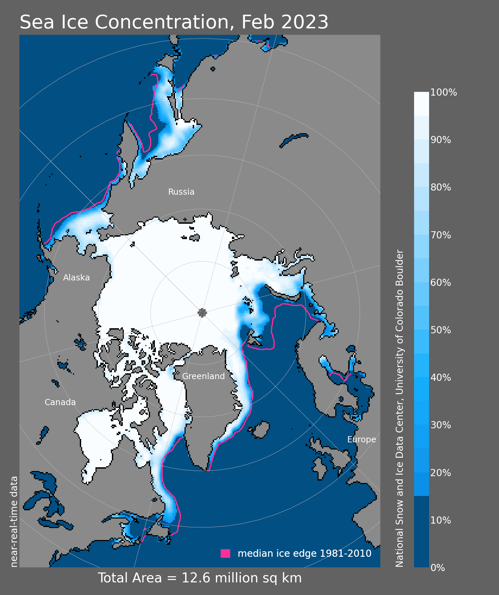 Sea Ice Concentration, Feb 2023
Russia
Alaska
Greenland
Canada
Europe
near-real-time data
median ice edge 1981-2010
Total Area = 12.6 million sq km
100%
90%
80%
70%
60%
50%
40%
30%
20%
10%
0%
National Snow and Ice Data Center, University of Colorado Boulder